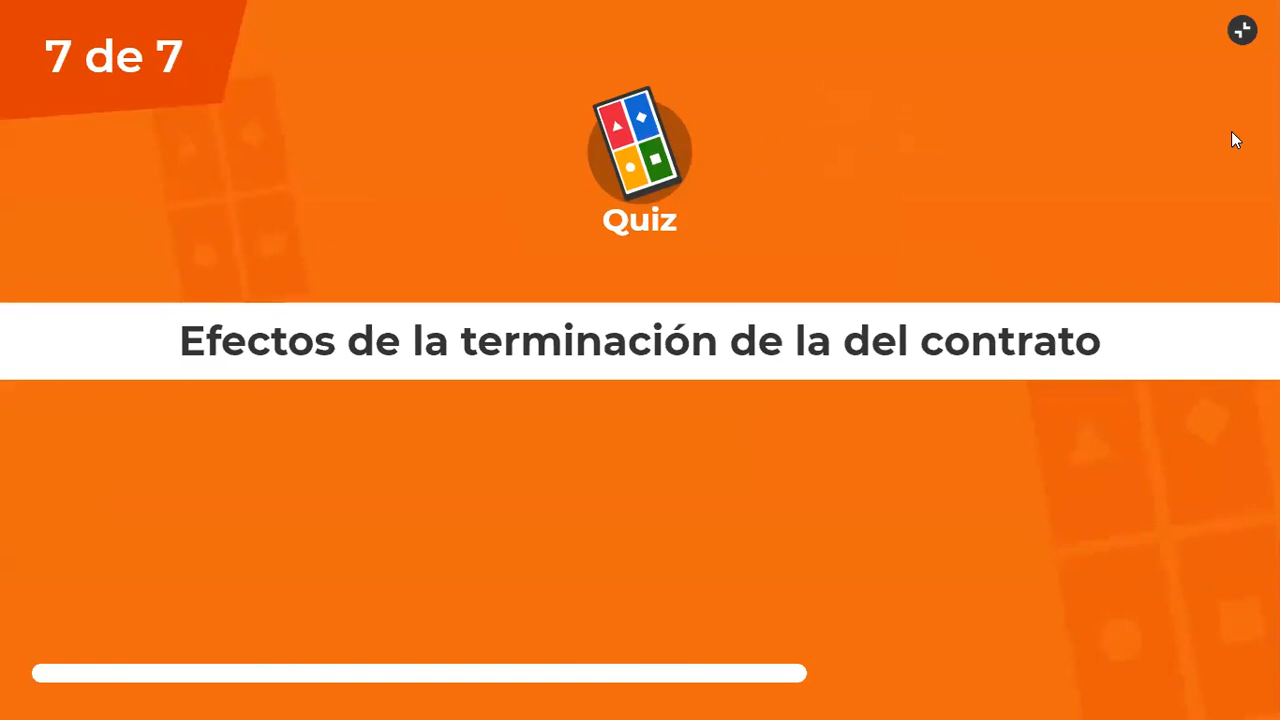 7 de 7
Quiz
Efectos de la terminación de la del contrato